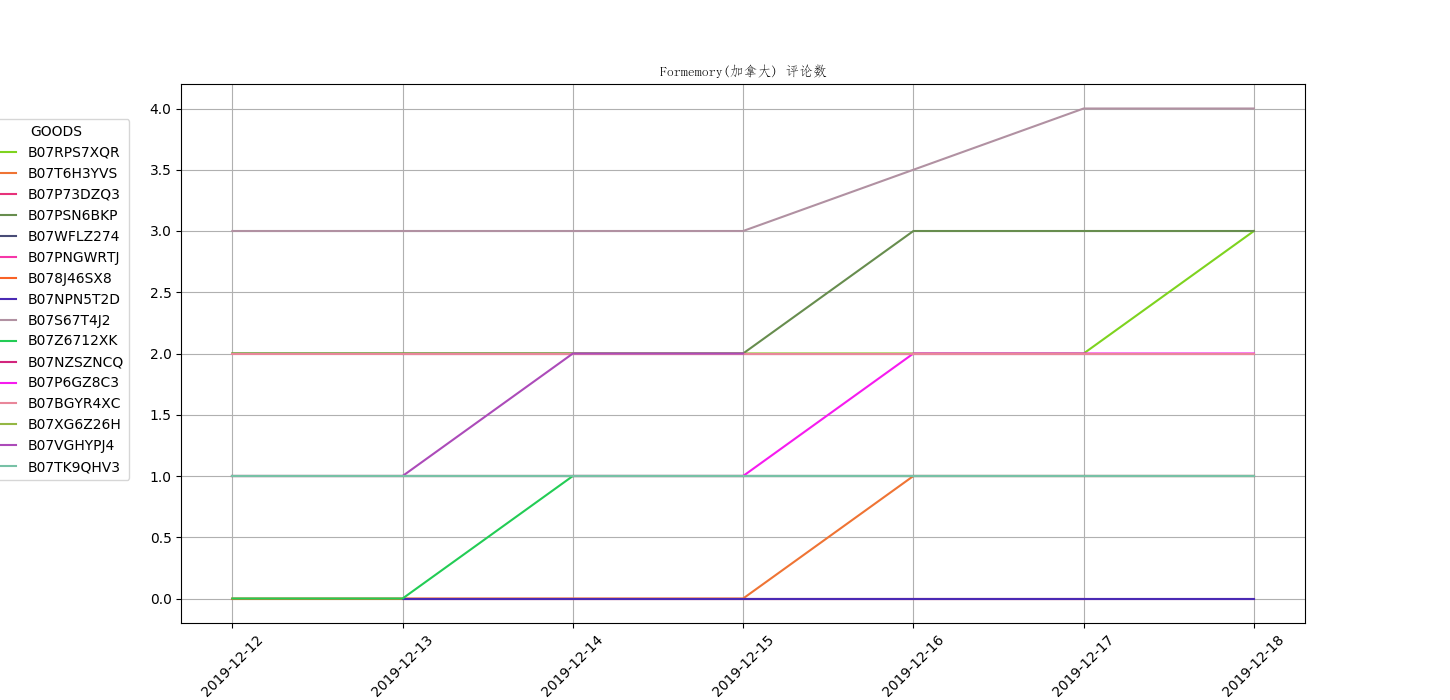 Formemory(加拿大) 评论数
GOODS
B07RPS7XQR
B07T6H3YVS
B07P73DZQ3
B07PSN6BKP
B07WFLZ274
B07PNGWRTJ
B078J46SX8
B07NPN5T2D
B07S67T4J2
B07Z6712XK
B07NZSZNCQ
B07P6GZ8C3
B07BGYR4XC
B07XG6Z26H
B07VGHYPJ4
B07TK9QHV3
4.0
3.5
3.0
2.5
2.0
1.5
1.0
0.5
0.0
2019-12-12
2019-12-13
2019-12-14
2019-12-15
2019-12-16
2019-12-17
2019-12-18